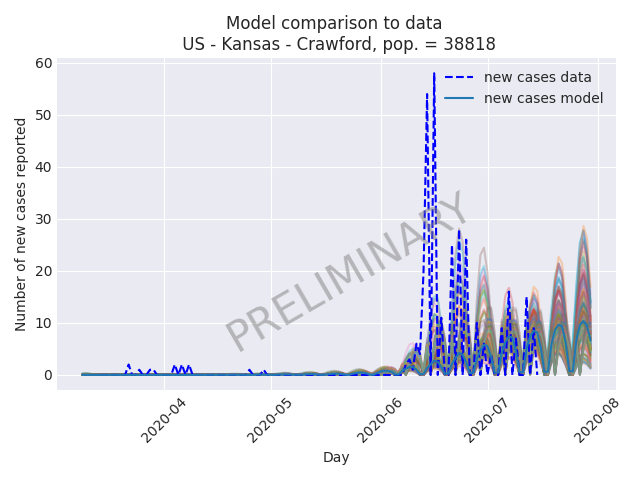 Model comparison to data
US - Kansas - Crawford, pop. = 38818
new cases data
new cases model
PRELIMINARY
Number of new cases reported
60
50
40
30
20
10
0
2020-04
2020-05
2020-06
2020-07
2020-08
Day